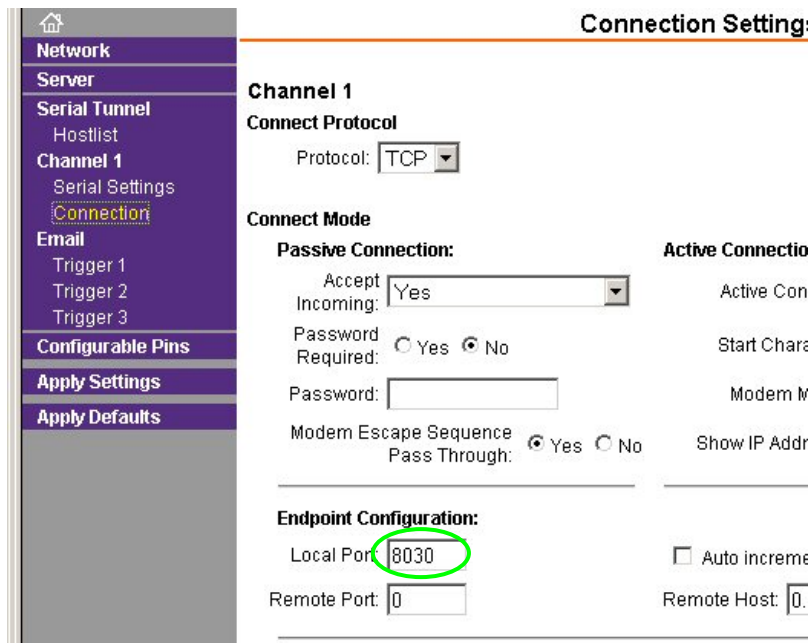 Connection Settings
Network
Server
Serial Tunnel
Hostlist
Channel 1
Serial Settings
Connection
Email
Trigger 1
Trigger 2
Trigger 3
Configurable Pins
Apply Settings
Apply Defaults
Channel 1
Connect Protocol
Protocol: TCP
Connect Mode
Passive Connection:
Accept
Incoming: Yes
Password
Required: Yes No
Password:
Modem Escape Sequence
Pass Through: Yes No
Active Connectio
Active Con
Start Chara
Modem M
Show IP Addr
Endpoint Configuration:
Local Port: 8030
Auto increme
Remote Port: 0
Remote Host: 0.